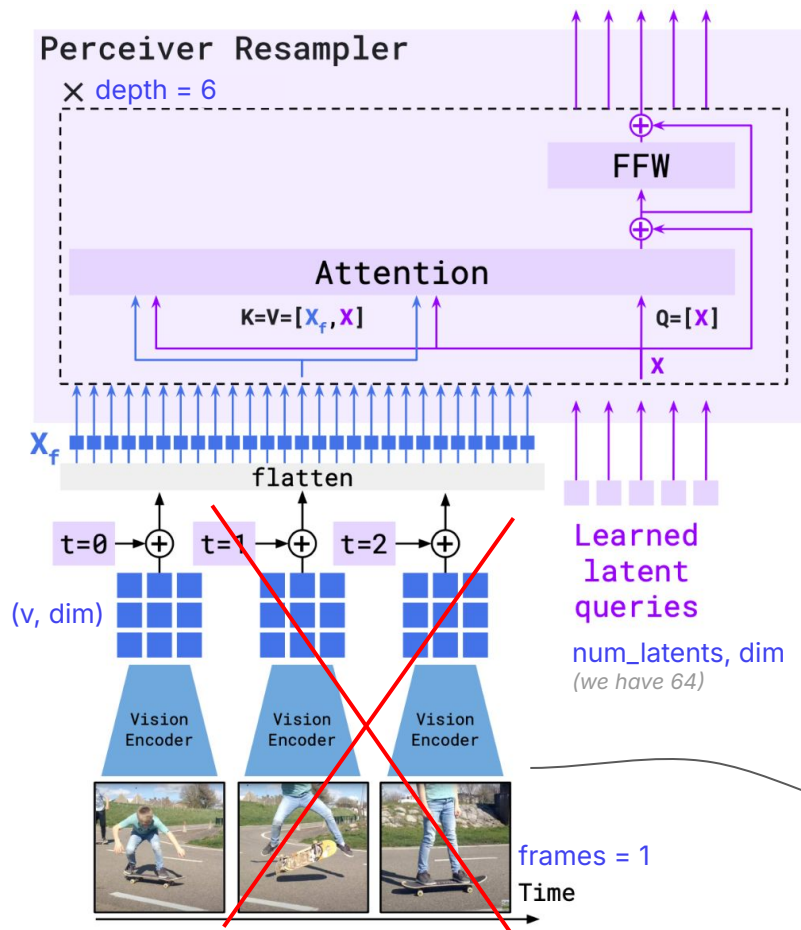 Perceiver Resampler
× depth = 6
FFW
Attention
K=V=[Xf,X]
Q=[X]
X
Xf
flatten
t=0
t=1
t=2
(v, dim)
Learned
latent
queries
num_latents, dim
(we have 64)
Vision
Encoder
Vision
Encoder
Vision
Encoder
frames = 1
Time